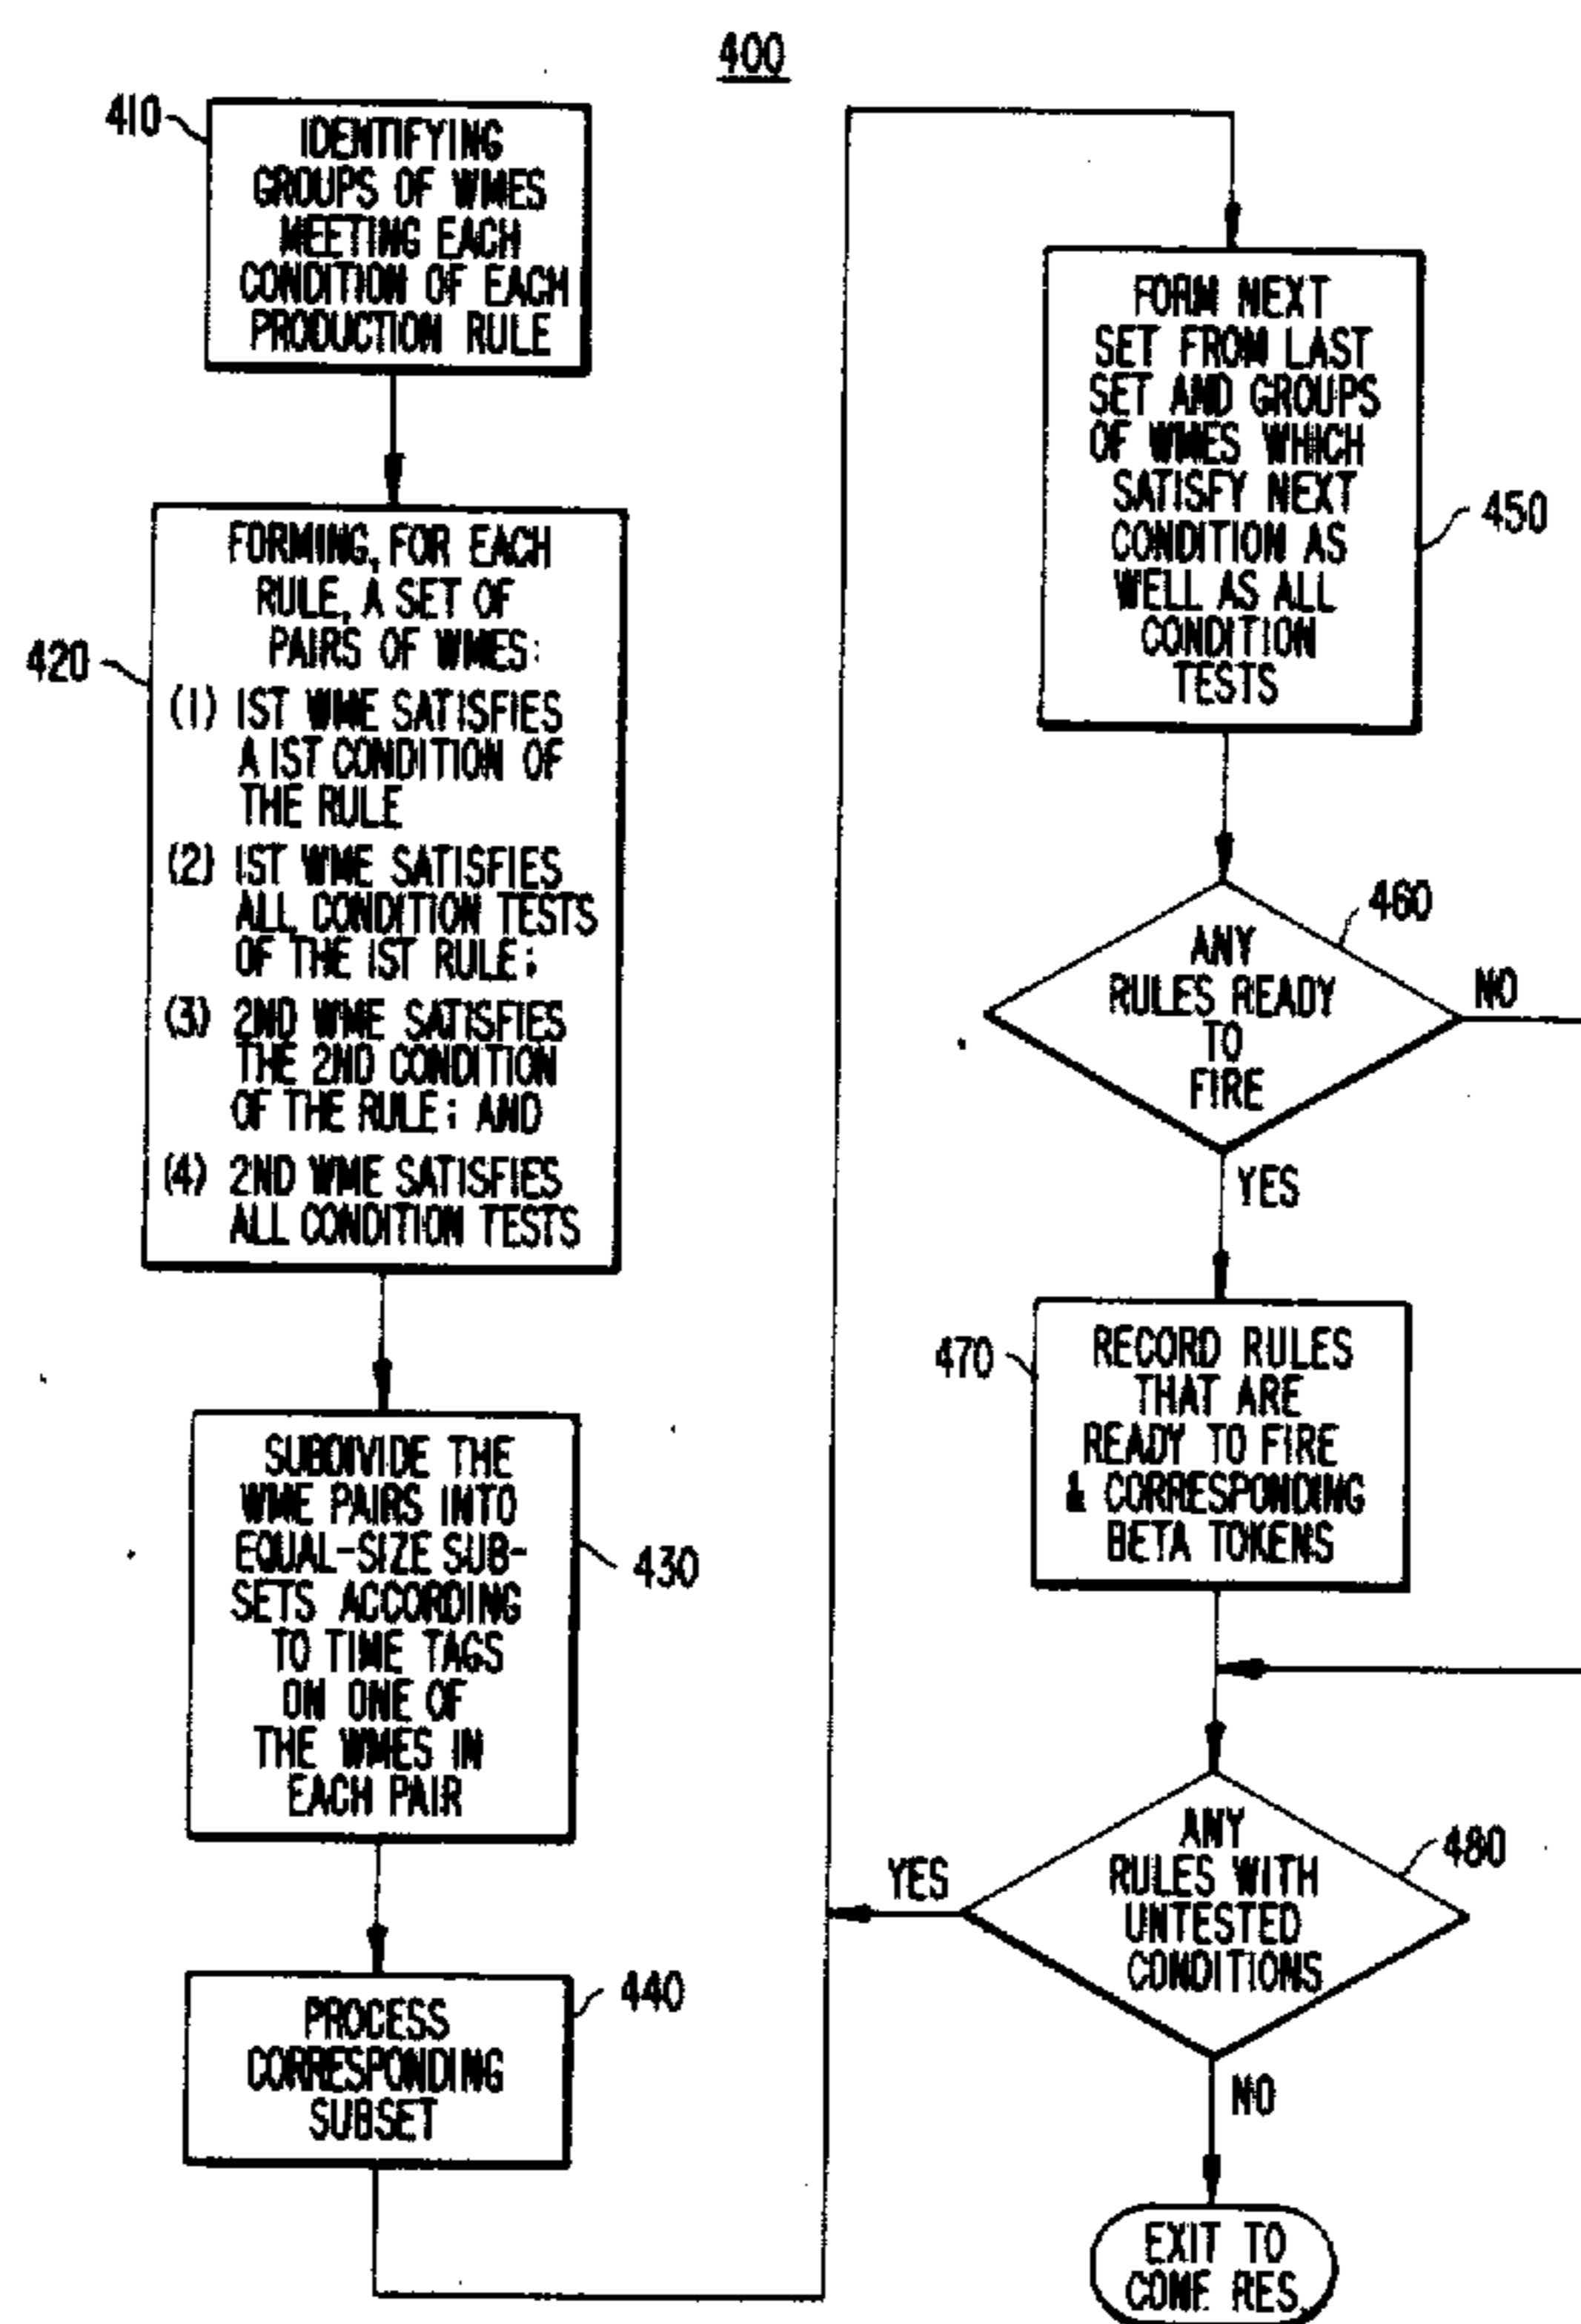 400
410
IDENTIFYING
GROUPS OF WMES
MEETING EACH
CONDITION OF EACH
PRODUCTION RULE
420
FORMING, FOR EACH
RULE, A SET OF
PAIRS OF WMES:
(1) 1ST WME SATISFIES
A 1ST CONDITION OF
THE RULE
(2) 1ST WME SATISFIES
ALL CONDITION TESTS
OF THE 1ST RULE;
(3) 2ND WME SATISFIES
THE 2ND CONDITION
OF THE RULE; AND
(4) 2ND WME SATISFIES
ALL CONDITION TESTS
SUBDIVIDE THE
WME PAIRS INTO
EQUAL-SIZE SUB-
SETS ACCORDING
TO TIME TAGS
ON ONE OF
THE WMES IN
EACH PAIR
430
PROCESS
CORRESPONDING
SUBSET
440
FORM NEXT
SET FROM LAST
SET AND GROUPS
OF WMES WHICH
SATISFY NEXT
CONDITION AS
WELL AS ALL
CONDITION
TESTS
450
ANY
RULES READY
TO
FIRE
460
NO
YES
470
RECORD RULES
THAT ARE
READY TO FIRE
& CORRESPONDING
BETA TOKENS
ANY
RULES WITH
UNTESTED
CONDITIONS
480
YES
NO
EXIT TO
CONF RES